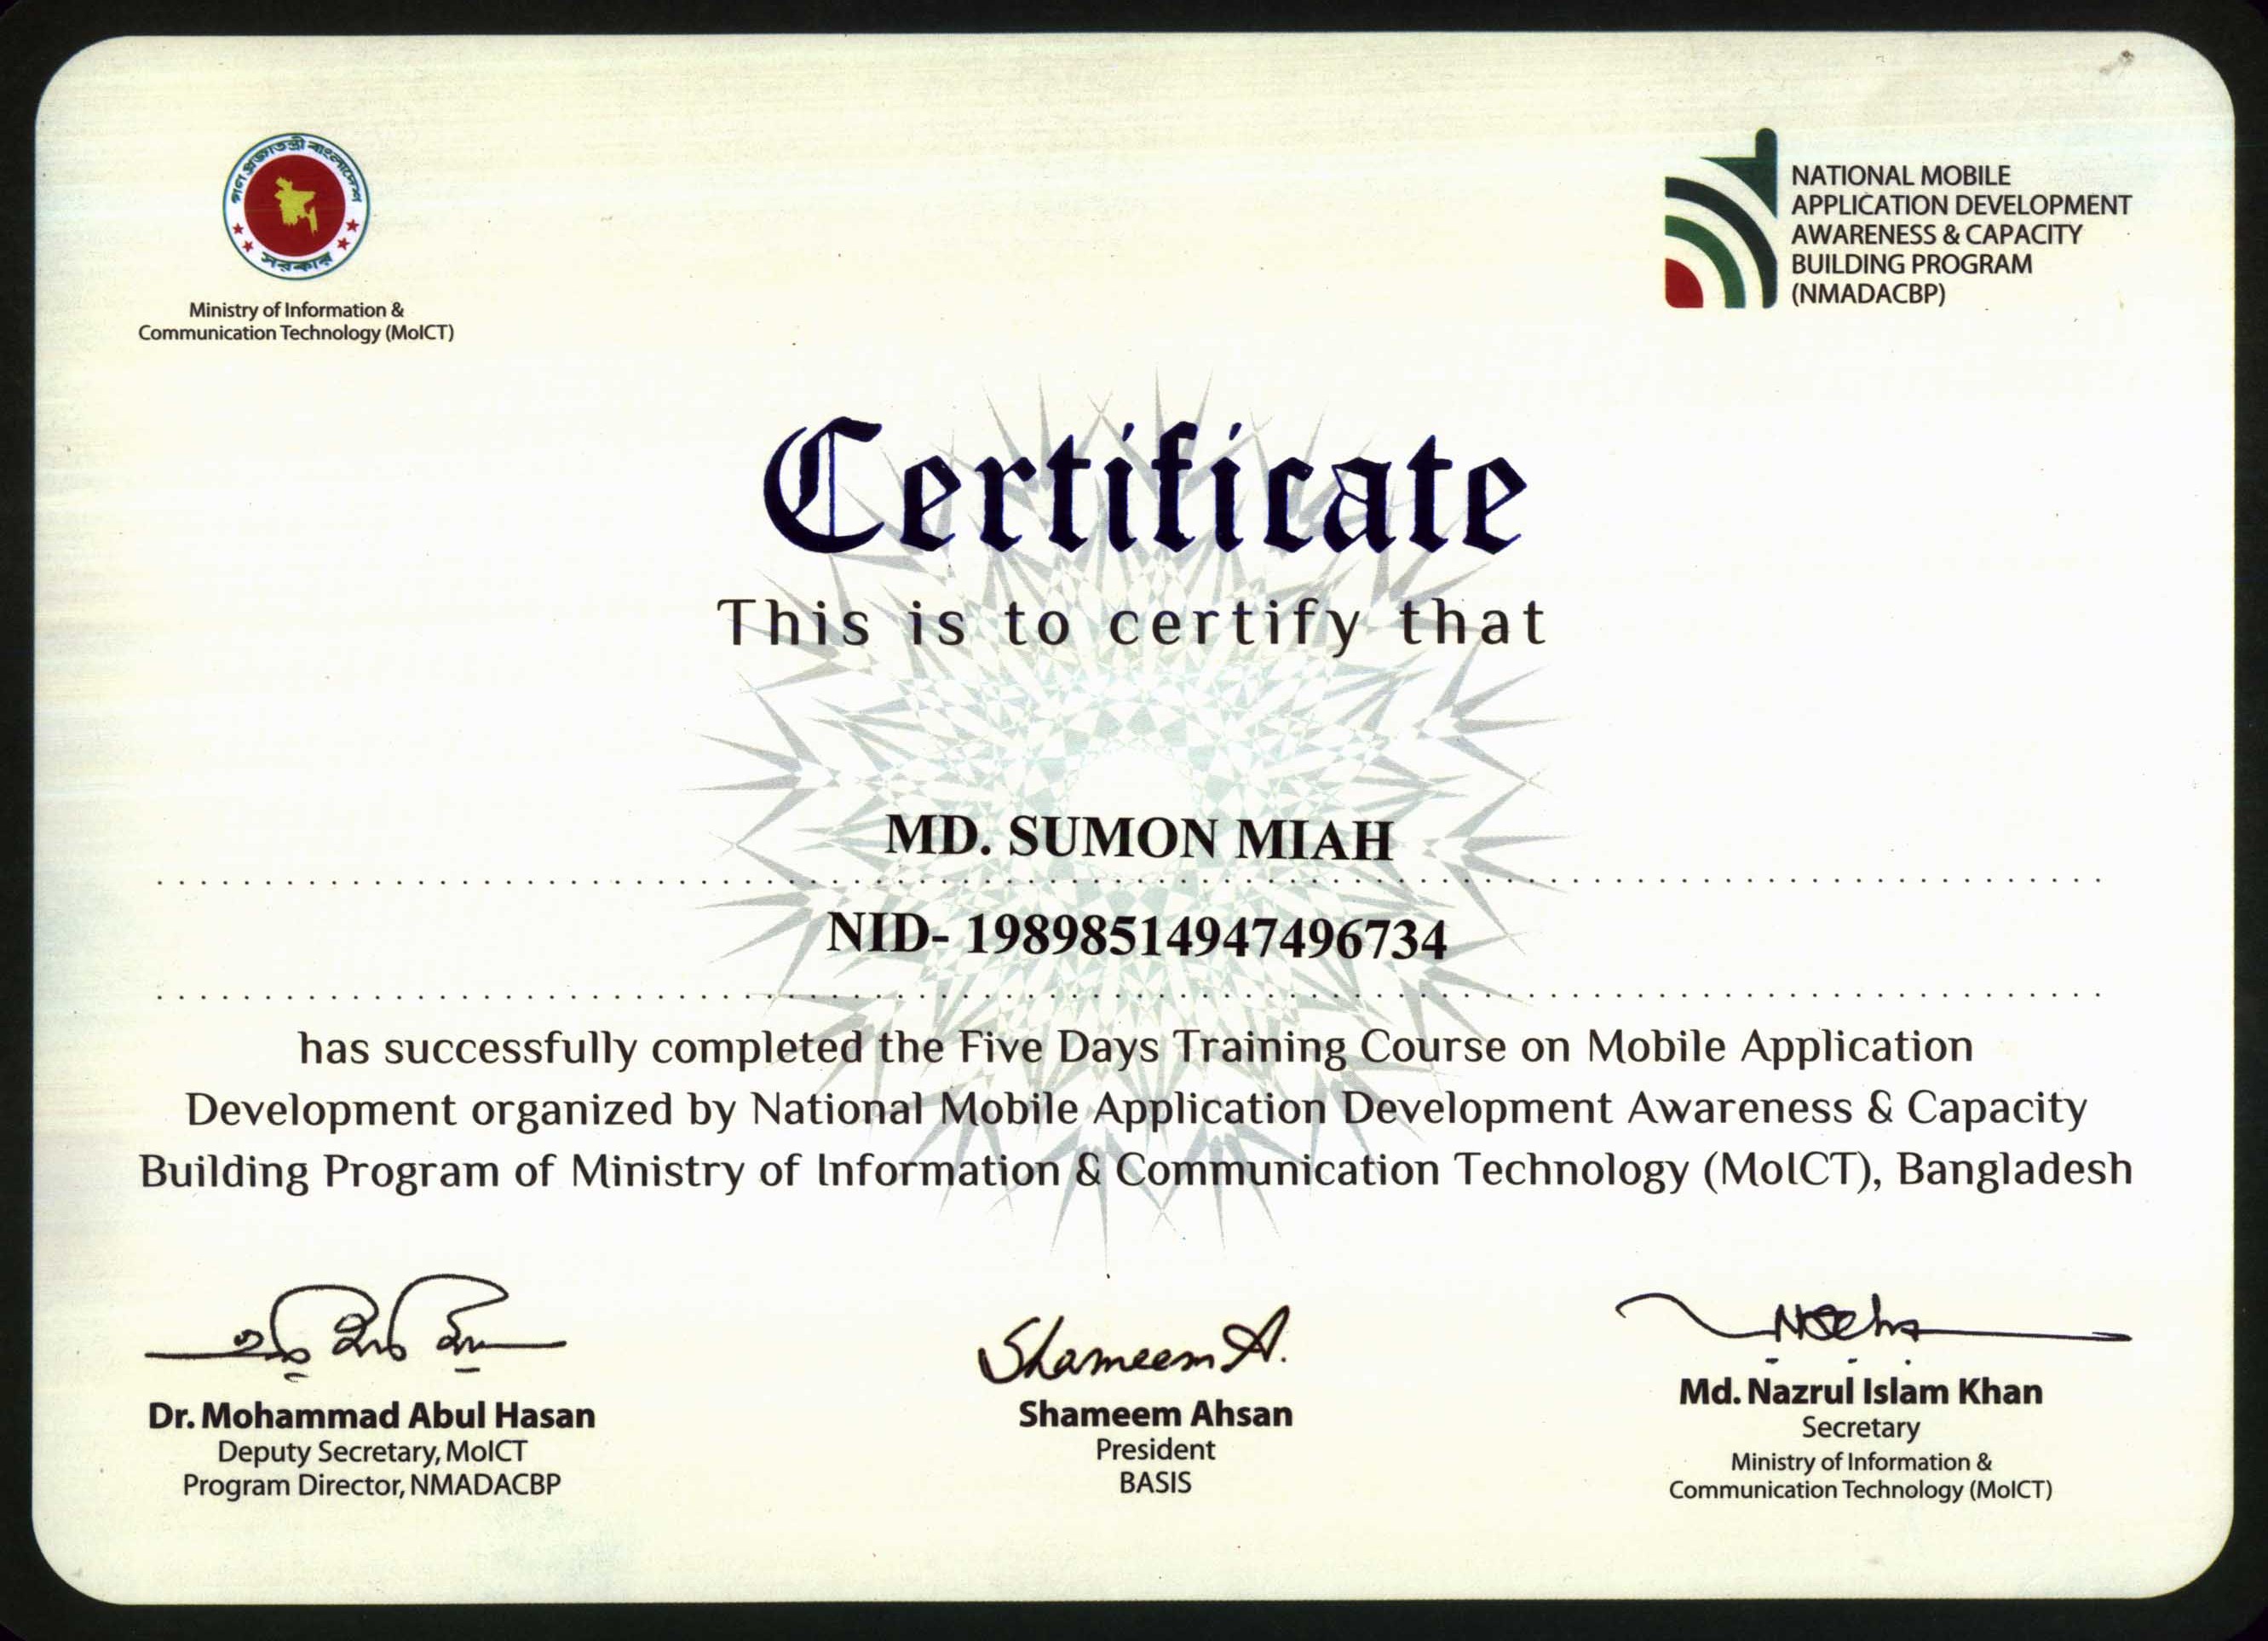 গণপ্রজাতন্ত্রী বাংলাদেশ
সরকার
Ministry of Information &
Communication Technology (MoICT)
NATIONAL MOBILE
APPLICATION DEVELOPMENT
AWARENESS & CAPACITY
BUILDING PROGRAM
(NMADACBP)
Certificate
This is to certify that
MD. SUMON MIAH
NID- 19898514947496734
has successfully completed the Five Days Training Course on Mobile Application
Development organized by National Mobile Application Development Awareness & Capacity
Building Program of Ministry of Information & Communication Technology (MoICT), Bangladesh
Shameem A.
Dr. Mohammad Abul Hasan
Deputy Secretary, MoICT
Program Director, NMADACBP
Shameem Ahsan
President
BASIS
Md. Nazrul Islam Khan
Secretary
Ministry of Information &
Communication Technology (MoICT)